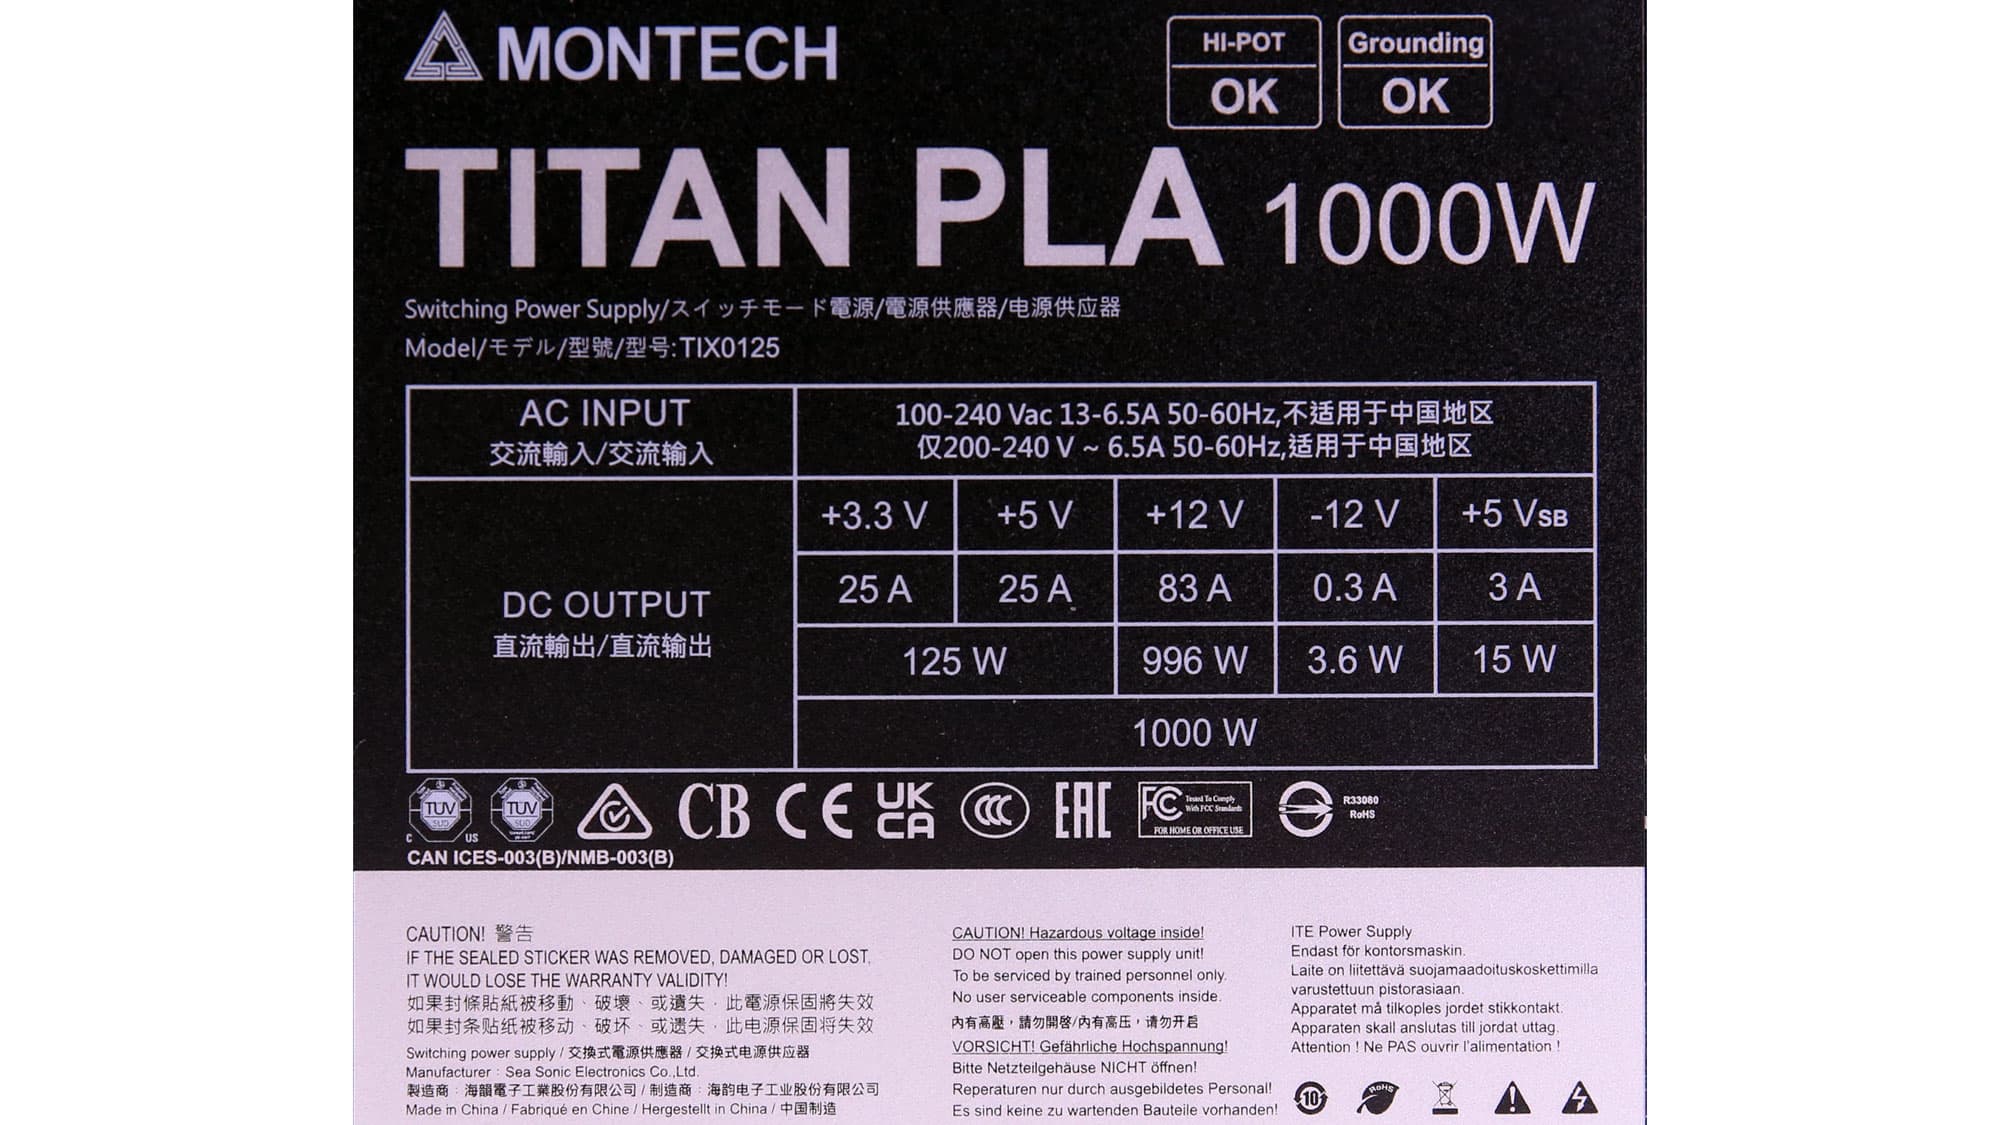 MONTECH
HI-POT
OK
Grounding
OK
TITAN PLA 1000W
Switching Power Supply/スイッチモード電源/電源供應器/电源供应器
Model/モデル/型號/型号:TIX0125
AC INPUT
交流輸入/交流输入
100-240 Vac 13-6.5A 50-60Hz,不适用于中国地区
仅200-240 V ~ 6.5A 50-60Hz,适用于中国地区
DC OUTPUT
直流輸出/直流输出
+3.3 V +5 V +12 V -12 V +5 VSB
25 A 25 A 83 A 0.3 A 3 A
125 W 996 W 3.6 W 15 W
1000 W
TUV SUD C US
TUV SUD
CB CE UK CA CCC EAC
FC Tested To Comply With FCC Standards
FOR HOME OR OFFICE USE
R33060
RoHS
CAN ICES-003(B)/NMB-003(B)
CAUTION! 警告
IF THE SEALED STICKER WAS REMOVED, DAMAGED OR LOST,
IT WOULD LOSE THE WARRANTY VALIDITY!
如果封條貼紙被移動、破壞、或遺失，此電源保固將失效
如果封条贴纸被移动、破坏、或遗失，此电源保固将失效
Switching power supply / 交換式電源供應器 / 交换式电源供应器
Manufacturer : Sea Sonic Electronics Co.,Ltd.
製造商：海韻電子工業股份有限公司 / 制造商：海韵电子工业股份有限公司
Made in China / Fabriqué en Chine / Hergestellt in China / 中国制造
CAUTION! Hazardous voltage inside!
DO NOT open this power supply unit!
To be serviced by trained personnel only.
No user serviceable components inside.
內有高壓，請勿開啓/内有高压，请勿开启
VORSICHT! Gefährliche Hochspannung!
Bitte Netzteilgehäuse NICHT öffnen!
Reperaturen nur durch ausgebildetes Personal!
Es sind keine zu wartenden Bauteile vorhanden!
ITE Power Supply
Endast för kontorsmaskin.
Laite on liitettävä suojamaadoituskoskettimilla
varustettuun pistorasiaan.
Apparatet må tilkoples jordet stikkontakt.
Apparaten skall anslutas till jordat uttag.
Attention ! Ne PAS ouvrir l'alimentation !
10
RoHS